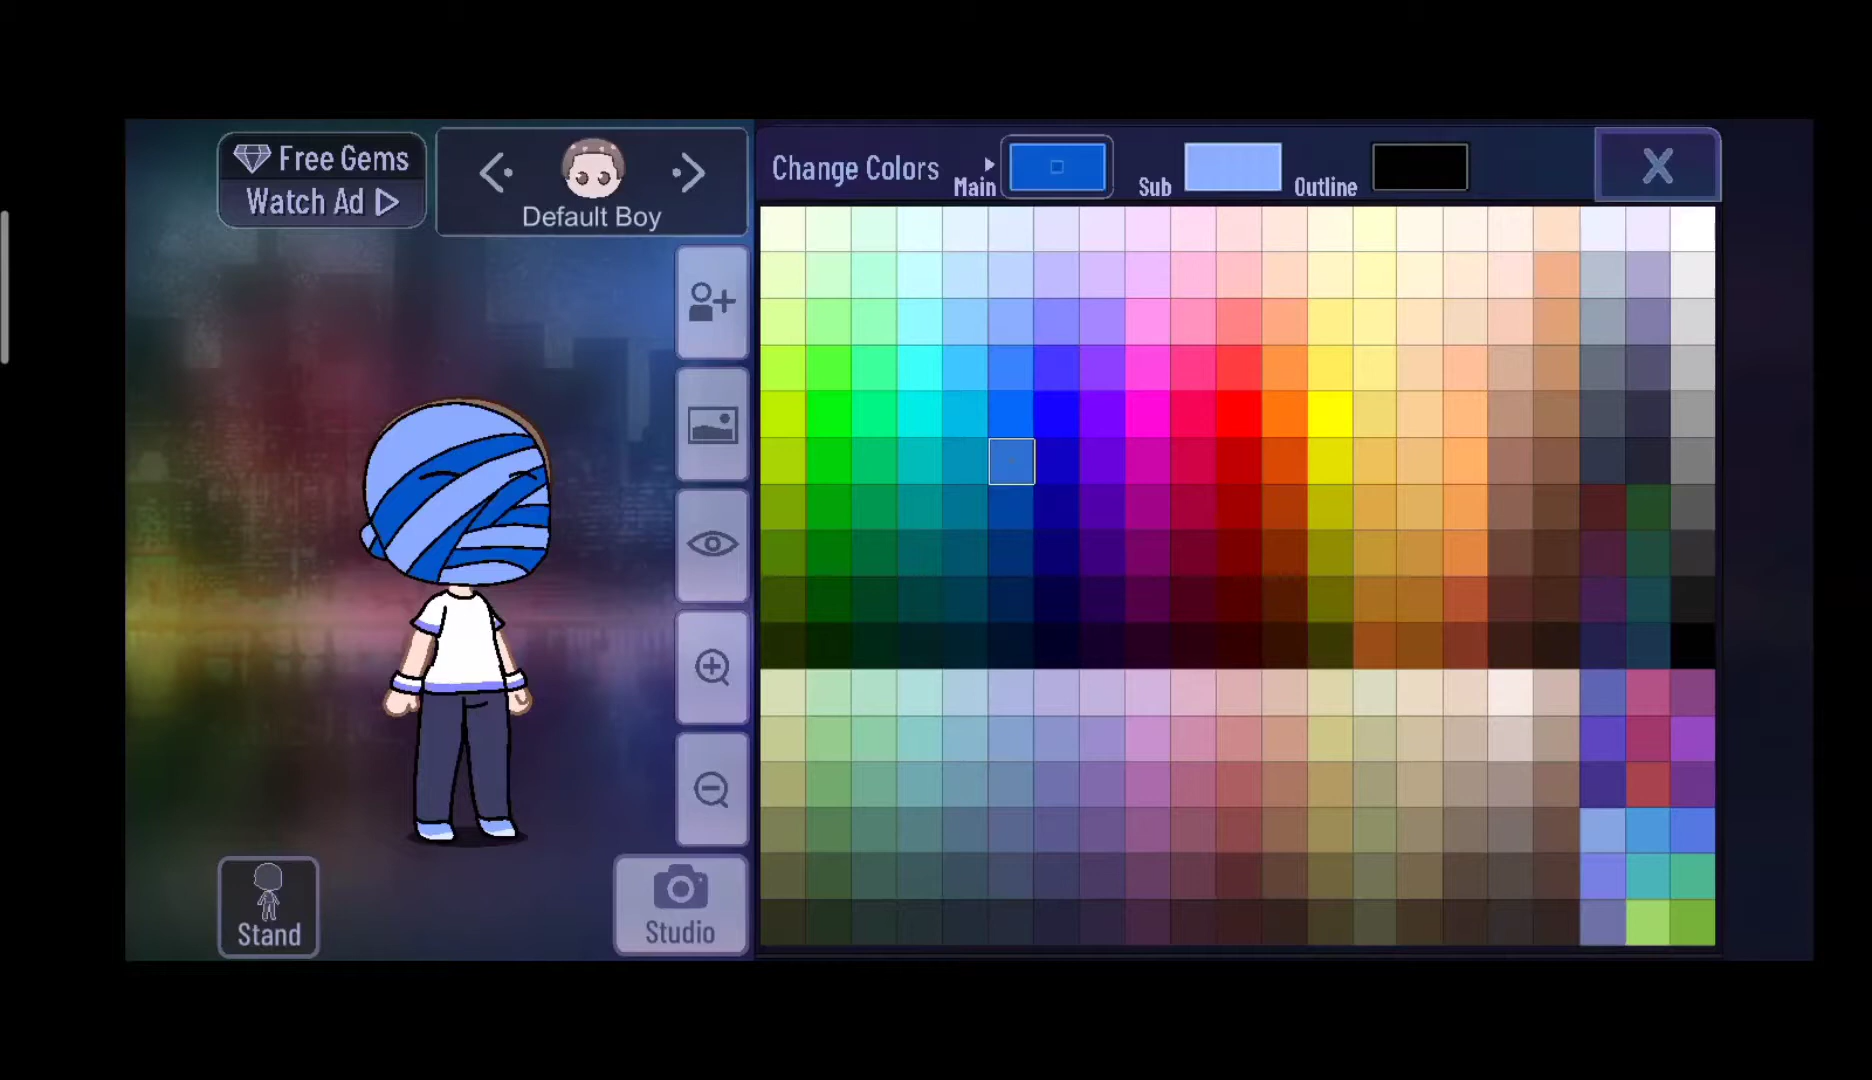 Free Gems
Watch Ad
Default Boy
Change Colors
Main
Sub
Outline
X
Stand
Studio